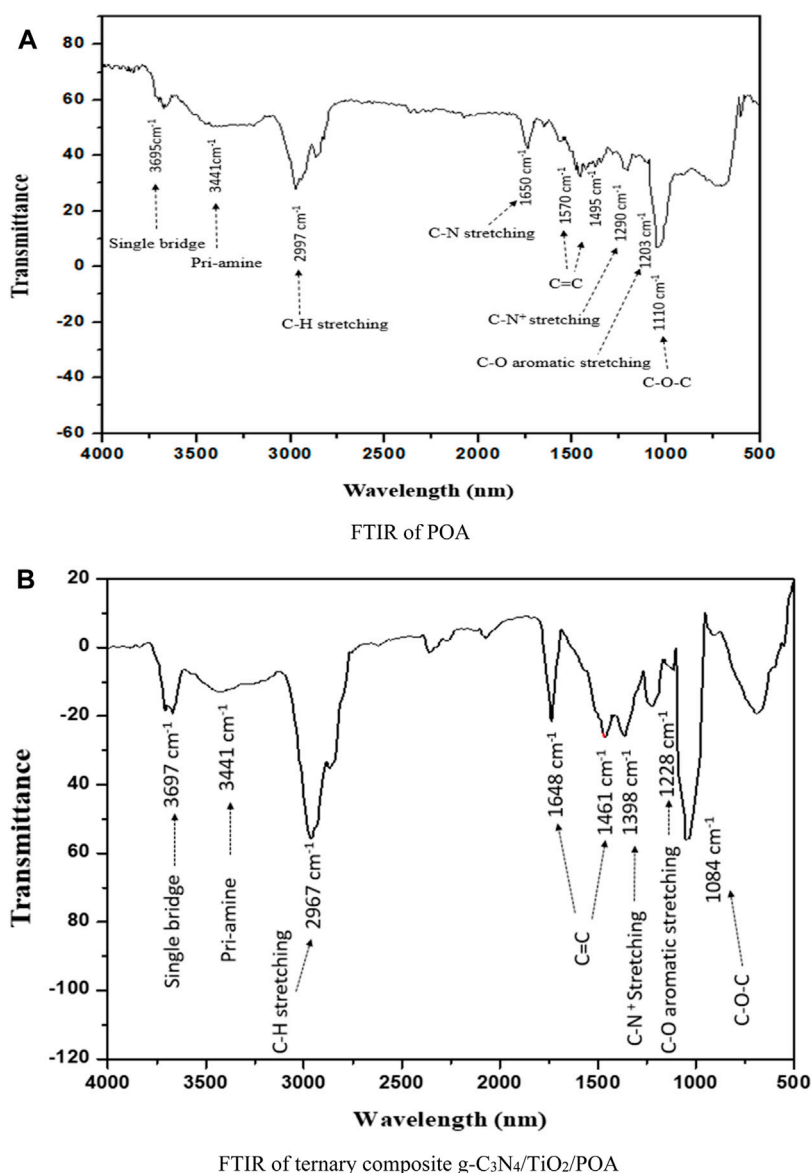 A
80
60
40
20
0
-20
-40
-60
Transmittance
3695cm-1
3441cm-1
2997 cm-1
1650 cm-1
1570 cm-1
1495 cm-1
1290 cm-1
1203 cm-1
1110 cm-1
Single bridge
Pri-amine
C-H stretching
C-N stretching
C=C
C-N+ stretching
C-O aromatic stretching
C-O-C
4000 3500 3000 2500 2000 1500 1000 500
Wavelength (nm)
FTIR of POA
B
20
0
-20
-40
60
80
-100
-120
Transmittance
3697 cm-1
3441 cm-1
2967 cm-1
1648 cm-1
1461 cm-1
1398 cm-1
1228 cm-1
1084 cm-1
Single bridge
Pri-amine
C-H stretching
C=C
C-N + Stretching
C-O aromatic stretching
C-O-C
4000 3500 3000 2500 2000 1500 1000 500
Wavelength (nm)
FTIR of ternary composite g-C3N4/TiO2/POA